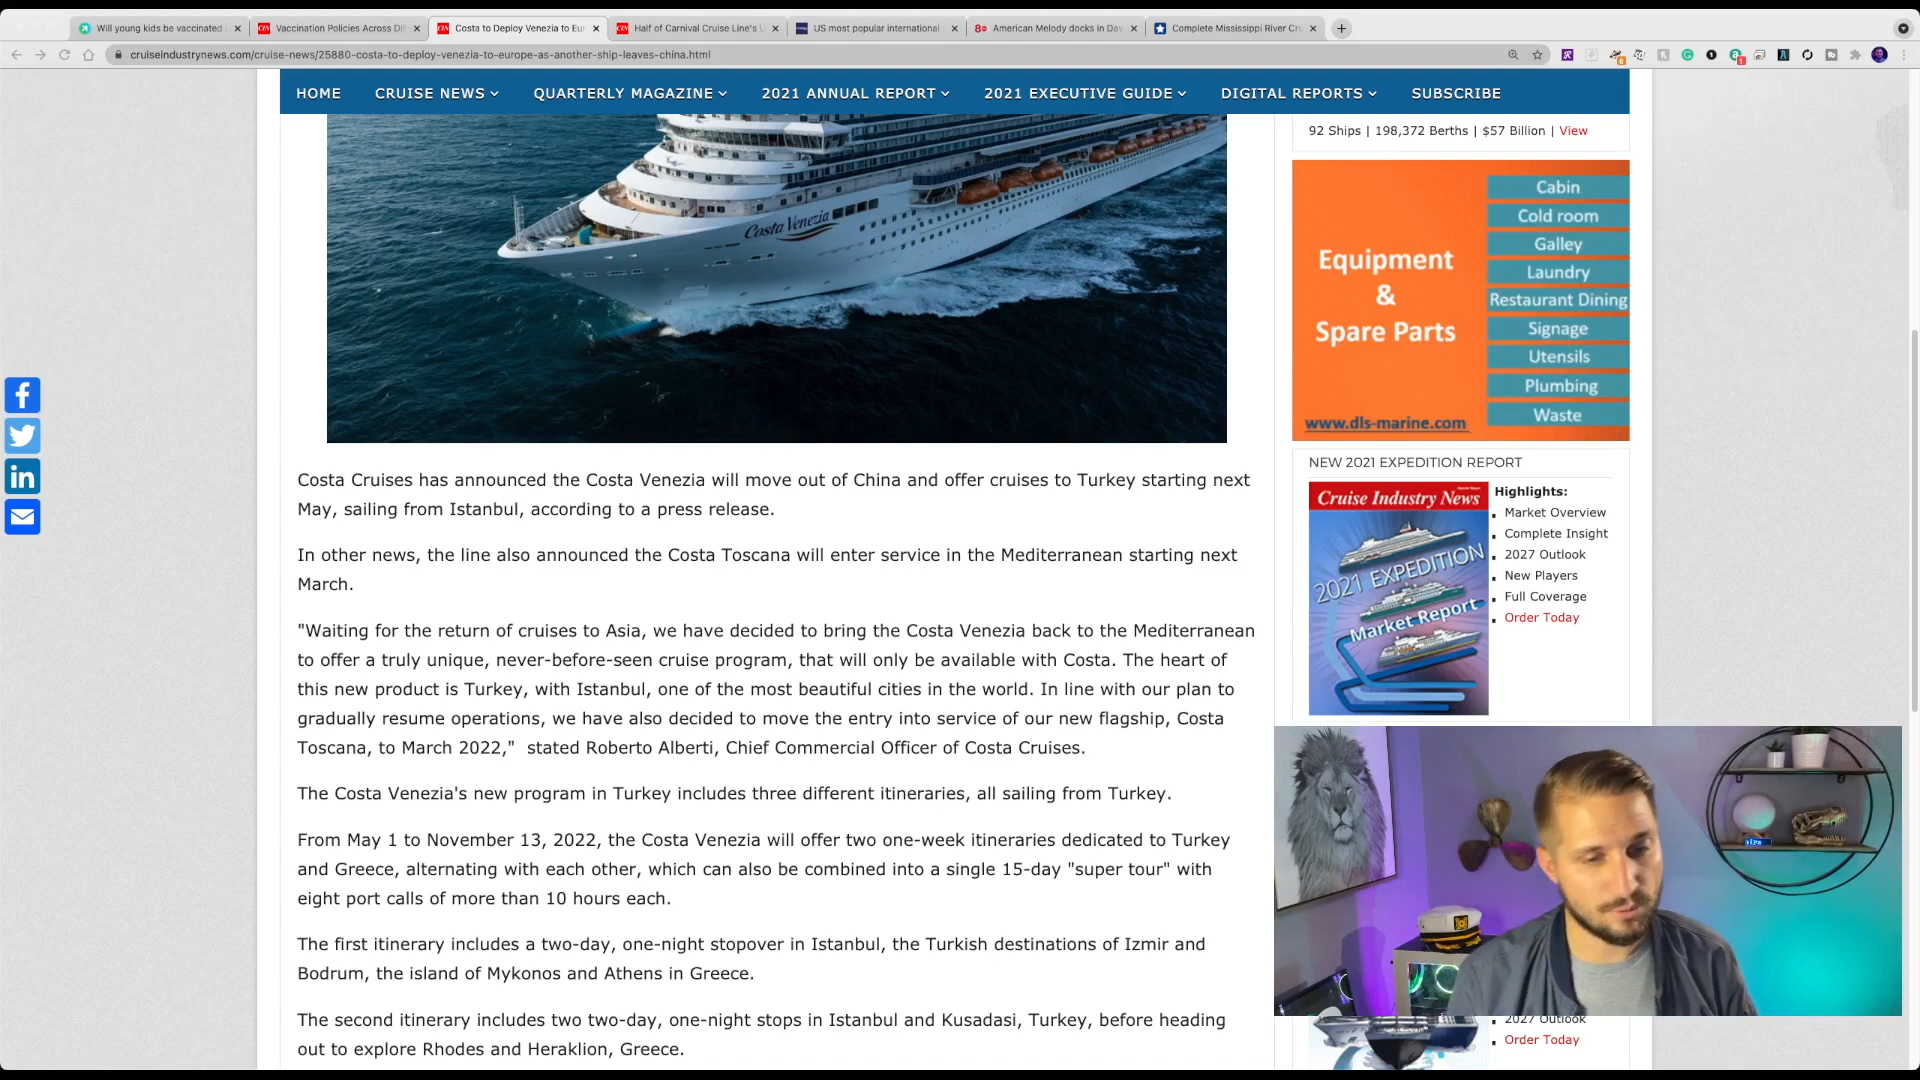 Will young kids be vaccinated
Vaccination Policies Across Dif
Costa to Deploy Venezia to Eur
Half of Carnival Cruise Line's U
US most popular international
American Melody docks in Dav
Complete Mississippi River Cru
cruiseindustrynews.com/cruise-news/25880-costa-to-deploy-venezia-to-europe-as-another-ship-leaves-china.html
HOME CRUISE NEWS QUARTERLY MAGAZINE 2021 ANNUAL REPORT 2021 EXECUTIVE GUIDE DIGITAL REPORTS SUBSCRIBE
Costa Venezia
Costa Cruises has announced the Costa Venezia will move out of China and offer cruises to Turkey starting next
May, sailing from Istanbul, according to a press release.
In other news, the line also announced the Costa Toscana will enter service in the Mediterranean starting next
March.
"Waiting for the return of cruises to Asia, we have decided to bring the Costa Venezia back to the Mediterranean
to offer a truly unique, never-before-seen cruise program, that will only be available with Costa. The heart of
this new product is Turkey, with Istanbul, one of the most beautiful cities in the world. In line with our plan to
gradually resume operations, we have also decided to move the entry into service of our new flagship, Costa
Toscana, to March 2022," stated Roberto Alberti, Chief Commercial Officer of Costa Cruises.
The Costa Venezia's new program in Turkey includes three different itineraries, all sailing from Turkey.
From May 1 to November 13, 2022, the Costa Venezia will offer two one-week itineraries dedicated to Turkey
and Greece, alternating with each other, which can also be combined into a single 15-day "super tour" with
eight port calls of more than 10 hours each.
The first itinerary includes a two-day, one-night stopover in Istanbul, the Turkish destinations of Izmir and
Bodrum, the island of Mykonos and Athens in Greece.
The second itinerary includes two two-day, one-night stops in Istanbul and Kusadasi, Turkey, before heading
out to explore Rhodes and Heraklion, Greece.
92 Ships | 198,372 Berths | $57 Billion | View
Equipment
&
Spare Parts
www.dls-marine.com
Cabin
Cold room
Galley
Laundry
Restaurant Dining
Signage
Utensils
Plumbing
Waste
NEW 2021 EXPEDITION REPORT
Cruise Industry News
2021 EXPEDITION
Market Report
Highlights:
Market Overview
Complete Insight
2027 Outlook
New Players
Full Coverage
Order Today
2027 Outlook
Order Today